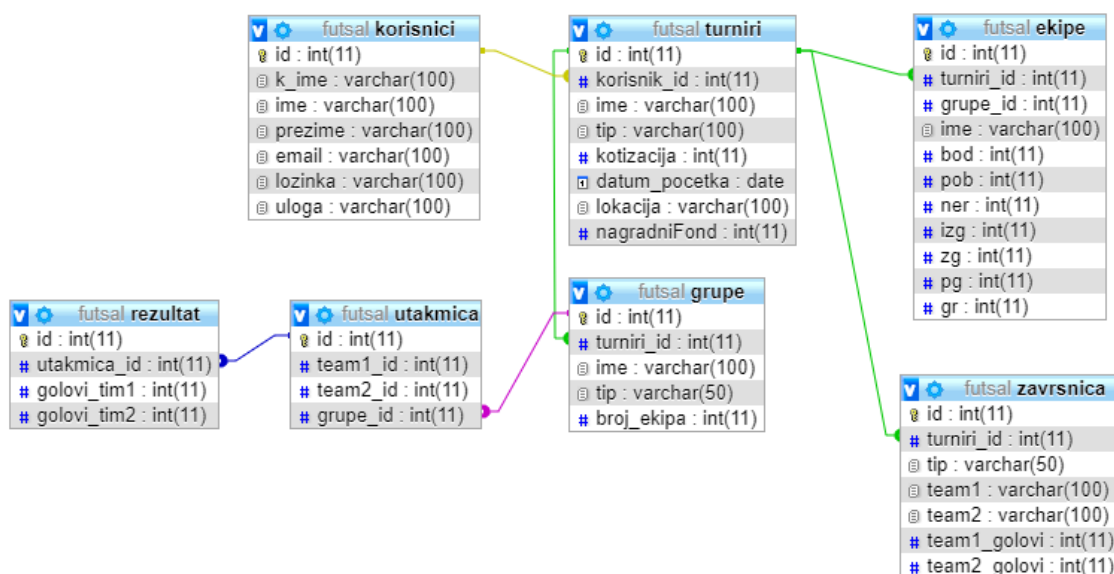 futsal korisnici
id : int(11)
k_ime : varchar(100)
ime : varchar(100)
prezime : varchar(100)
email : varchar(100)
lozinka : varchar(100)
uloga : varchar(100)
futsal turniri
id : int(11)
korisnik_id : int(11)
ime : varchar(100)
tip : varchar(100)
kotizacija : int(11)
datum_pocetka : date
lokacija : varchar(100)
nagradniFond : int(11)
futsal ekipe
id : int(11)
turniri_id : int(11)
grupe_id : int(11)
ime : varchar(100)
bod : int(11)
pob : int(11)
ner : int(11)
izg : int(11)
zg : int(11)
pg : int(11)
gr : int(11)
futsal rezultat
id : int(11)
utakmica_id : int(11)
golovi_tim1 : int(11)
golovi_tim2 : int(11)
futsal utakmica
id : int(11)
team1_id : int(11)
team2_id : int(11)
grupe_id : int(11)
futsal grupe
id : int(11)
turniri_id : int(11)
ime : varchar(100)
tip : varchar(50)
broj_ekipa : int(11)
futsal zavrsnica
id : int(11)
turniri_id : int(11)
tip : varchar(50)
team1 : varchar(100)
team2 : varchar(100)
team1_golovi : int(11)
team2_golovi : int(11)